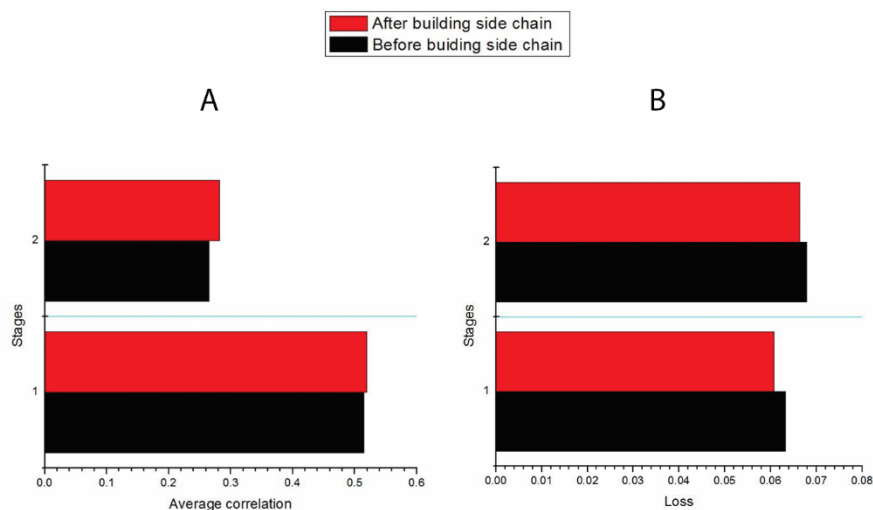 After building side chain
Before buiding side chain
A
B
Stages
2
1
0.0 0.1 0.2 0.3 0.4 0.5 0.6
Average correlation
Stages
2
1
0.00 0.01 0.02 0.03 0.04 0.05 0.06 0.07 0.08
Loss